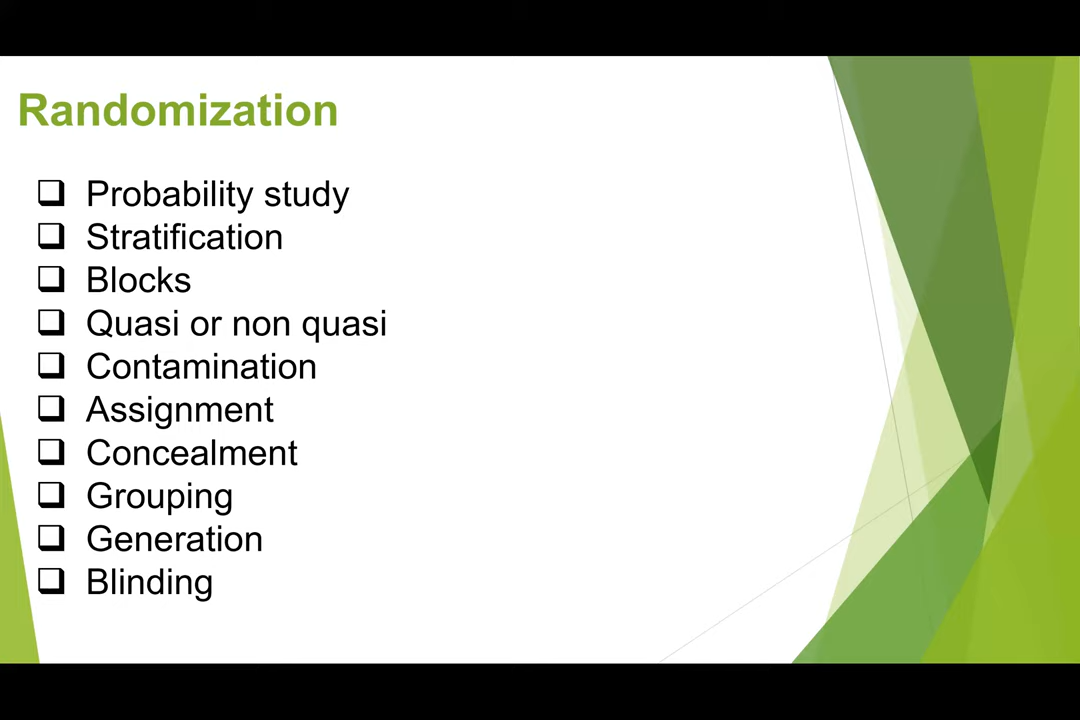 Randomization
❑ Probability study
❑ Stratification
❑ Blocks
❑ Quasi or non quasi
❑ Contamination
❑ Assignment
❑ Concealment
❑ Grouping
❑ Generation
❑ Blinding